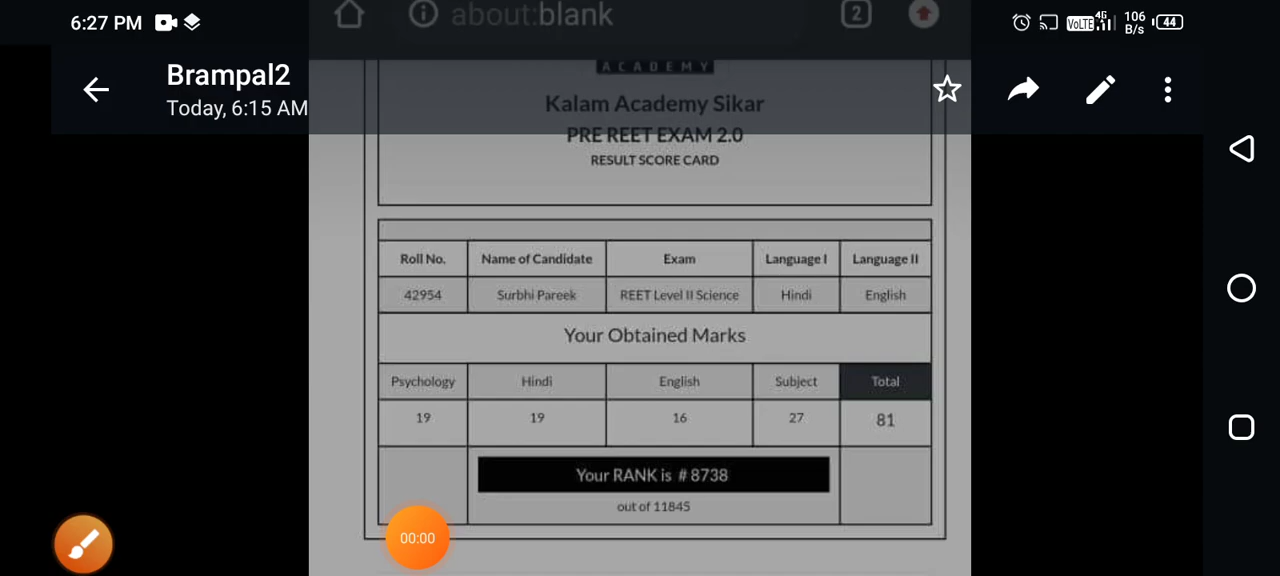 6:27 PM
about:blank
2
VoLTE 4G
106 B/s
44
Brampal2
Today, 6:15 AM
ACADEMY
Kalam Academy Sikar
PRE REET EXAM 2.0
RESULT SCORE CARD
Roll No. Name of Candidate Exam Language I Language II
42954 Surbhi Pareek REET Level II Science Hindi English
Your Obtained Marks
Psychology Hindi English Subject Total
19 19 16 27 81
Your RANK is # 8738
out of 11845
00:00